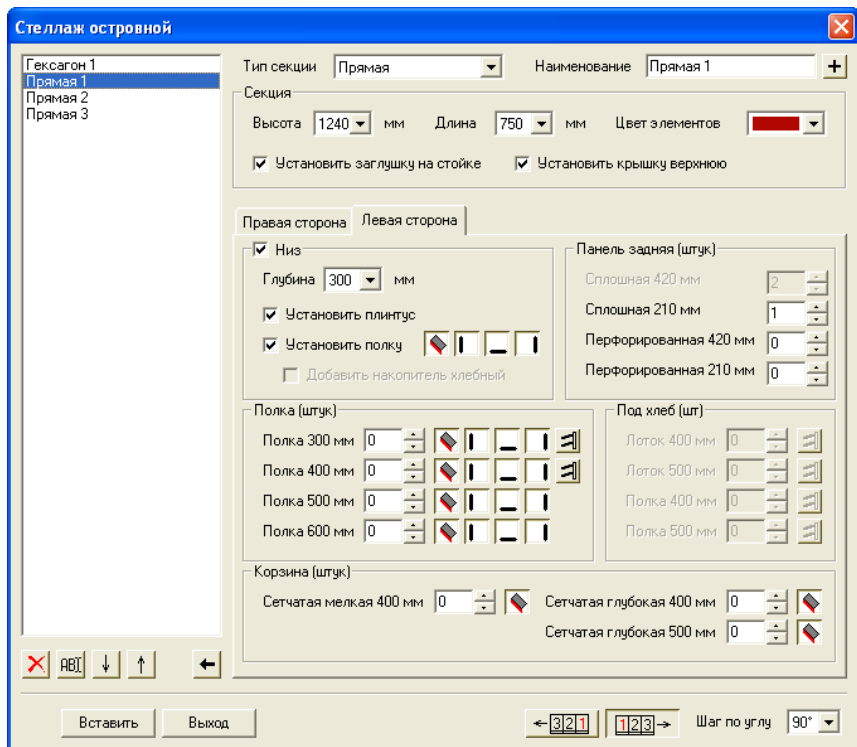 Стеллаж островной
Гексагон 1
Прямая 1
Прямая 2
Прямая 3
Тип секции Прямая Наименование Прямая 1 +
Секция
Высота 1240 мм Длина 750 мм Цвет элементов
Установить заглушку на стойке Установить крышку верхнюю
Правая сторона Левая сторона
Низ
Глубина 300 мм
Установить плинтус
Установить полку
Добавить накопитель хлебный
Панель задняя (штук)
Сплошная 420 мм 2
Сплошная 210 мм 1
Перфорированная 420 мм 0
Перфорированная 210 мм 0
Полка (штук)
Полка 300 мм 0
Полка 400 мм 0
Полка 500 мм 0
Полка 600 мм 0
Под хлеб (шт)
Лоток 400 мм 0
Лоток 500 мм 0
Полка 400 мм 0
Полка 500 мм 0
Корзина (штук)
Сетчатая мелкая 400 мм 0 Сетчатая глубокая 400 мм 0
Сетчатая глубокая 500 мм 0
ABI
Вставить Выход 321 123 Шаг по углу 90°